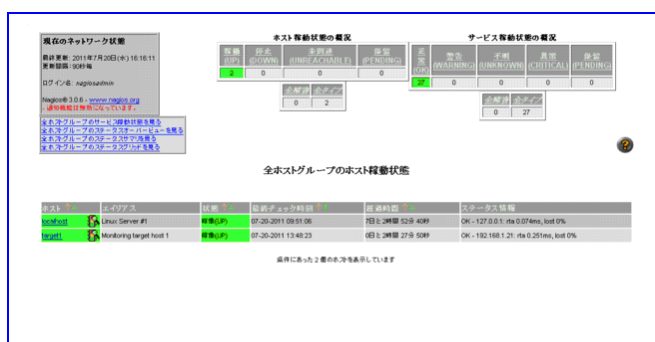 現在のネットワーク状態
最終更新: 2011年7月20日(水) 16:16:11
更新間隔: 90秒毎
ログイン名: nagiosadmin
Nagios® 3.0.6 - www.nagios.org
- 通知機能は無効になっています。
全ホストグループのサービス稼動状態を見る
全ホストグループのステータスオーバービューを見る
全ホストグループのステータスサマリを見る
全ホストグループのステータスグリッドを見る
ホスト稼動状態の概況
稼働(UP) 停止(DOWN) 未到達(UNREACHABLE) 保留(PENDING)
2 0 0 0
全障害 全タイプ
0 2
サービス稼動状態の概況
正常(OK) 警告(WARNING) 不明(UNKNOWN) 異常(CRITICAL) 保留(PENDING)
27 0 0 0 0
全障害 全タイプ
0 27
全ホストグループのホスト稼動状態
ホスト エイリアス 状態 最終チェック時刻 経過時間 ステータス情報
localhost Linux Server #1 稼働(UP) 07-20-2011 09:51:06 7日と2時間 52分 40秒 OK - 127.0.0.1: rta 0.074ms, lost 0%
target1 Monitoring target host 1 稼働(UP) 07-20-2011 13:48:23 0日と2時間 27分 50秒 OK - 192.168.1.21: rta 0.251ms, lost 0%
条件にあった 2 個のホストを表示しています